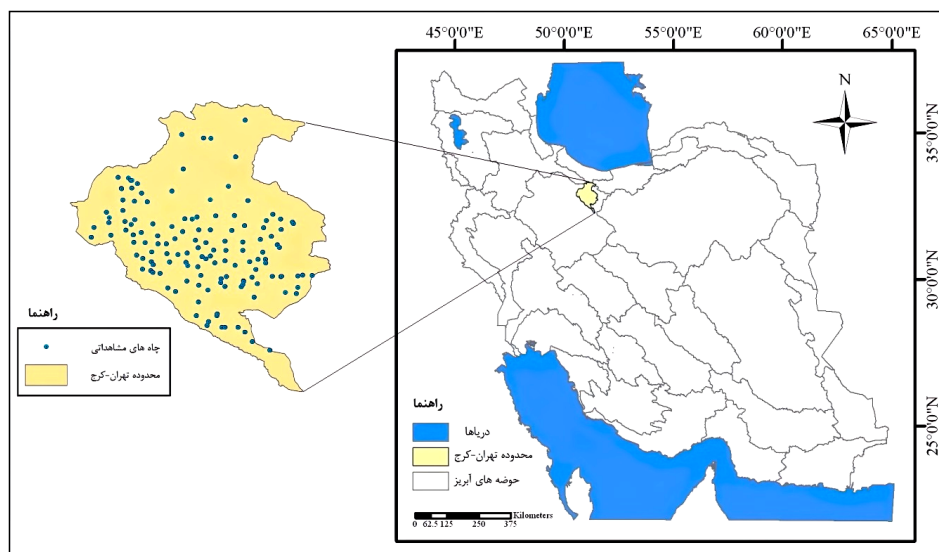 45°0'0"E 50°0'0"E 55°0'0"E 60°0'0"E 65°0'0"E
N
35°0'0"N
30°0'0"N
25°0'0"N
راهنما
چاه های مشاهداتی
محدوده تهران-کرج
راهنما
دریاها
محدوده تهران-کرج
حوضه های آبریز
0 62.5 125 250 375 Kilometers